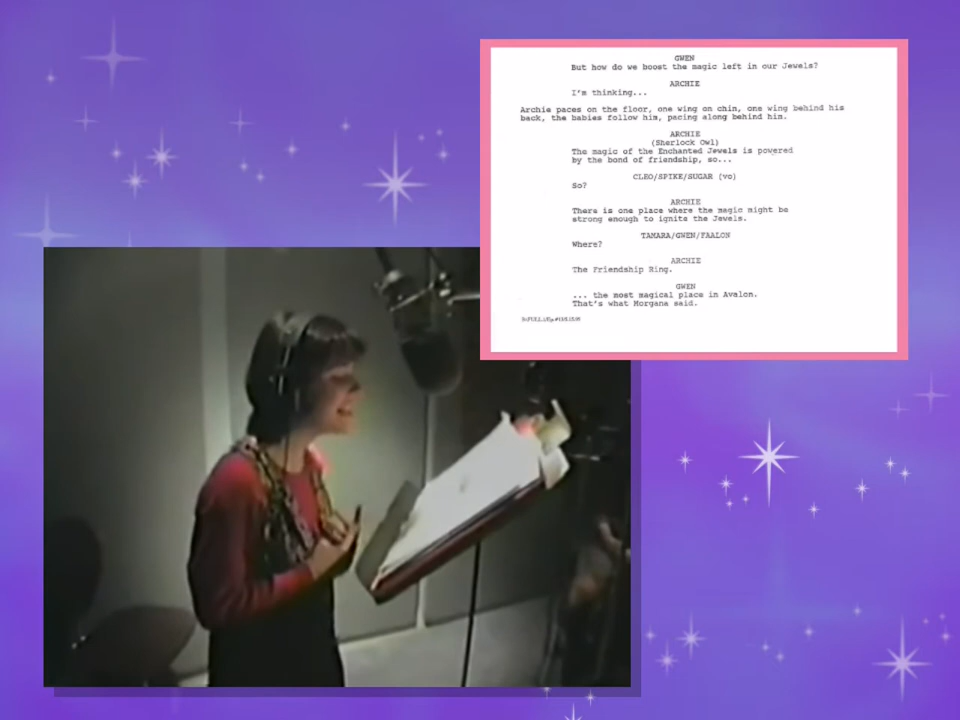 GWEN
But how do we boost the magic left in our Jewels?
ARCHIE
I'm thinking...
Archie paces on the floor, one wing on chin, one wing behind his
back, the babies follow him, pacing along behind him.
ARCHIE
(Sherlock Owl)
The magic of the Enchanted Jewels is powered
by the bond of friendship, so...
CLEO/SPIKE/SUGAR (vo)
So?
ARCHIE
There is one place where the magic might be
strong enough to ignite the Jewels.
TAMARA/GWEN/FAALON
Where?
ARCHIE
The Friendship Ring.
GWEN
... the most magical place in Avalon.
That's what Morgana said.